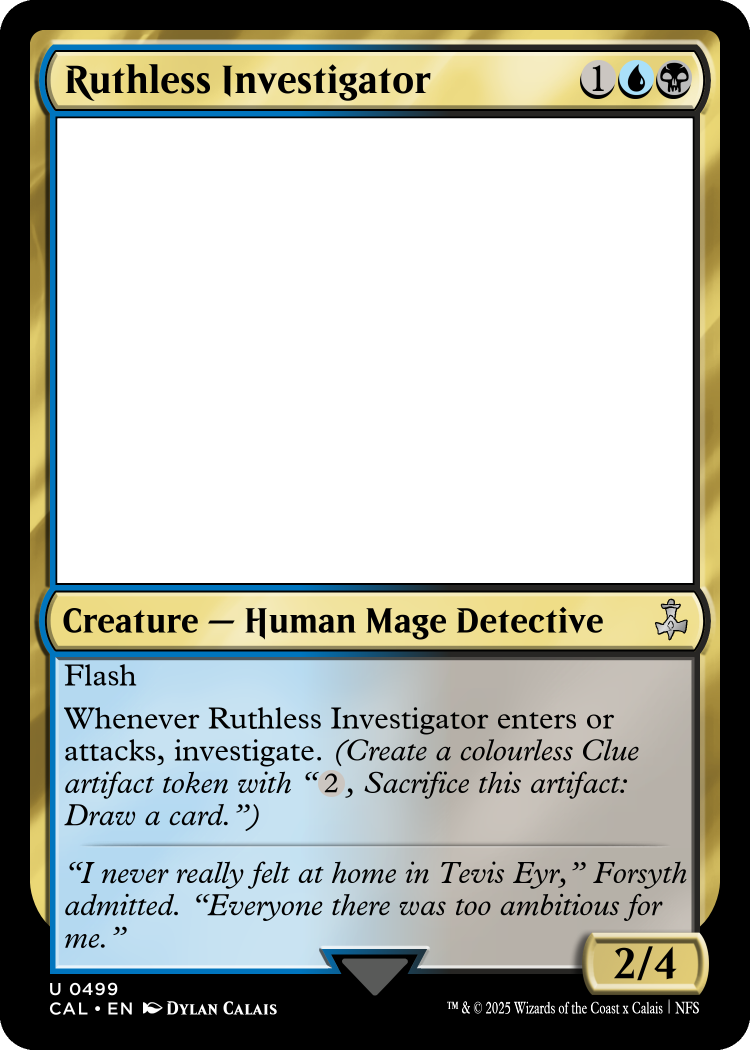 Ruthless Investigator 1
Creature — Human Mage Detective
Flash
Whenever Ruthless Investigator enters or
attacks, investigate. (Create a colourless Clue
artifact token with “2, Sacrifice this artifact:
Draw a card.”)
“I never really felt at home in Tevis Eyr,” Forsyth
admitted. “Everyone there was too ambitious for
me.”
2/4
U 0499
CAL • EN DYLAN CALAIS
™ & © 2025 Wizards of the Coast x Calais | NFS